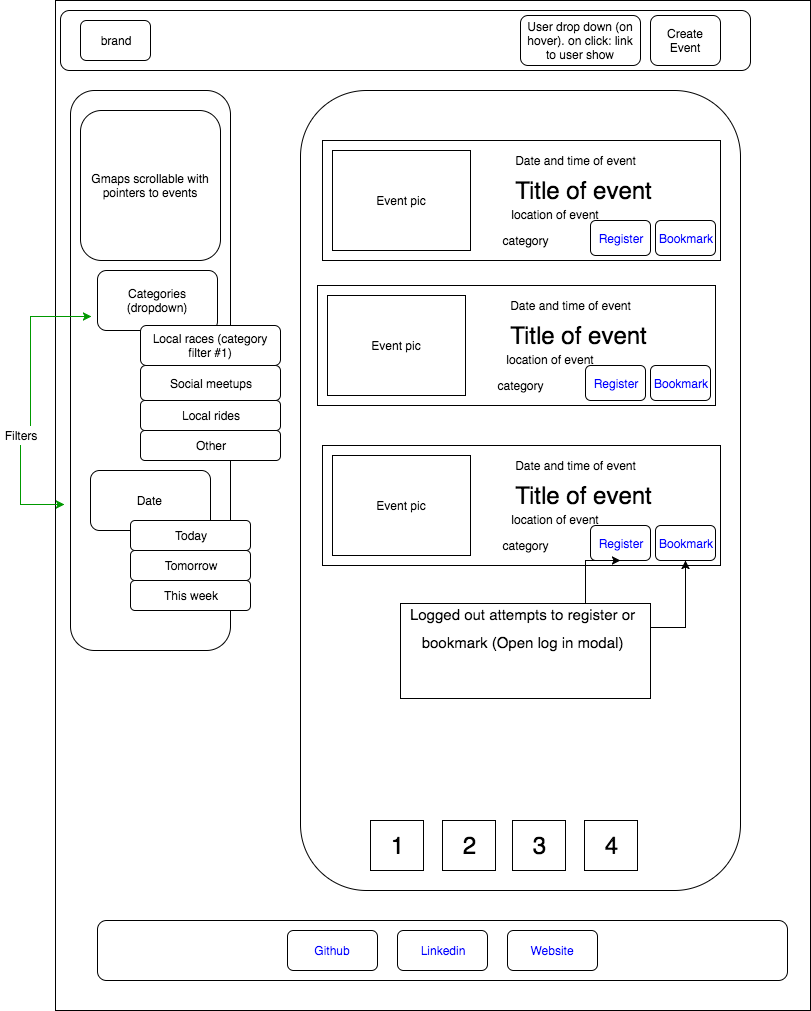 brand
User drop down (on
hover). on click: link
to user show
Create
Event
Gmaps scrollable with
pointers to events
Categories
(dropdown)
Local races (category
filter #1)
Social meetups
Local rides
Other
Filters
Date
Today
Tomorrow
This week
Event pic
Date and time of event
Title of event
location of event
category
Register
Bookmark
Event pic
Date and time of event
Title of event
location of event
category
Register
Bookmark
Event pic
Date and time of event
Title of event
location of event
category
Register
Bookmark
Logged out attempts to register or
bookmark (Open log in modal)
1
2
3
4
Github
Linkedin
Website